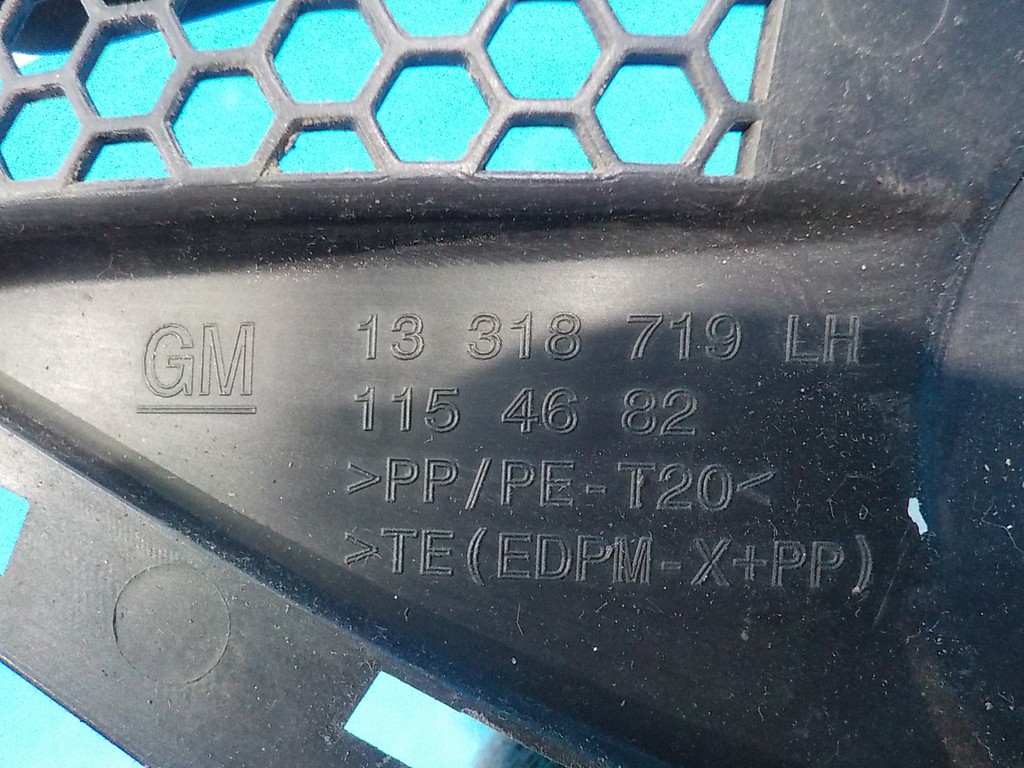 GM
13 318 719 LH
115 46 82
>PP/PE-T20<
>TE(EDPM-X+PP)